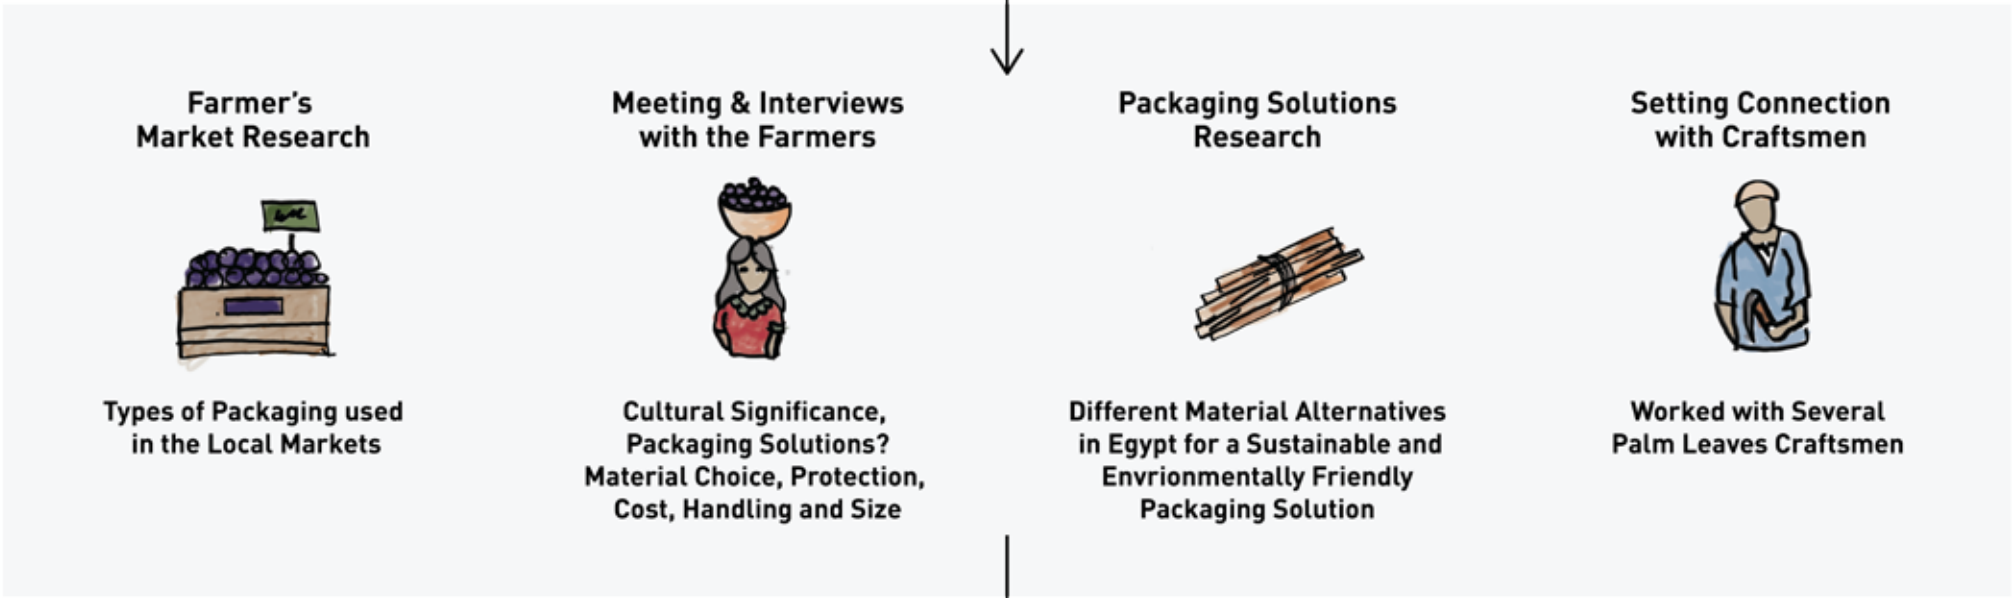 Farmer's
Market Research
Types of Packaging used
in the Local Markets
Meeting & Interviews
with the Farmers
Cultural Significance,
Packaging Solutions?
Material Choice, Protection,
Cost, Handling and Size
Packaging Solutions
Research
Different Material Alternatives
in Egypt for a Sustainable and
Envrionmentally Friendly
Packaging Solution
Setting Connection
with Craftsmen
Worked with Several
Palm Leaves Craftsmen